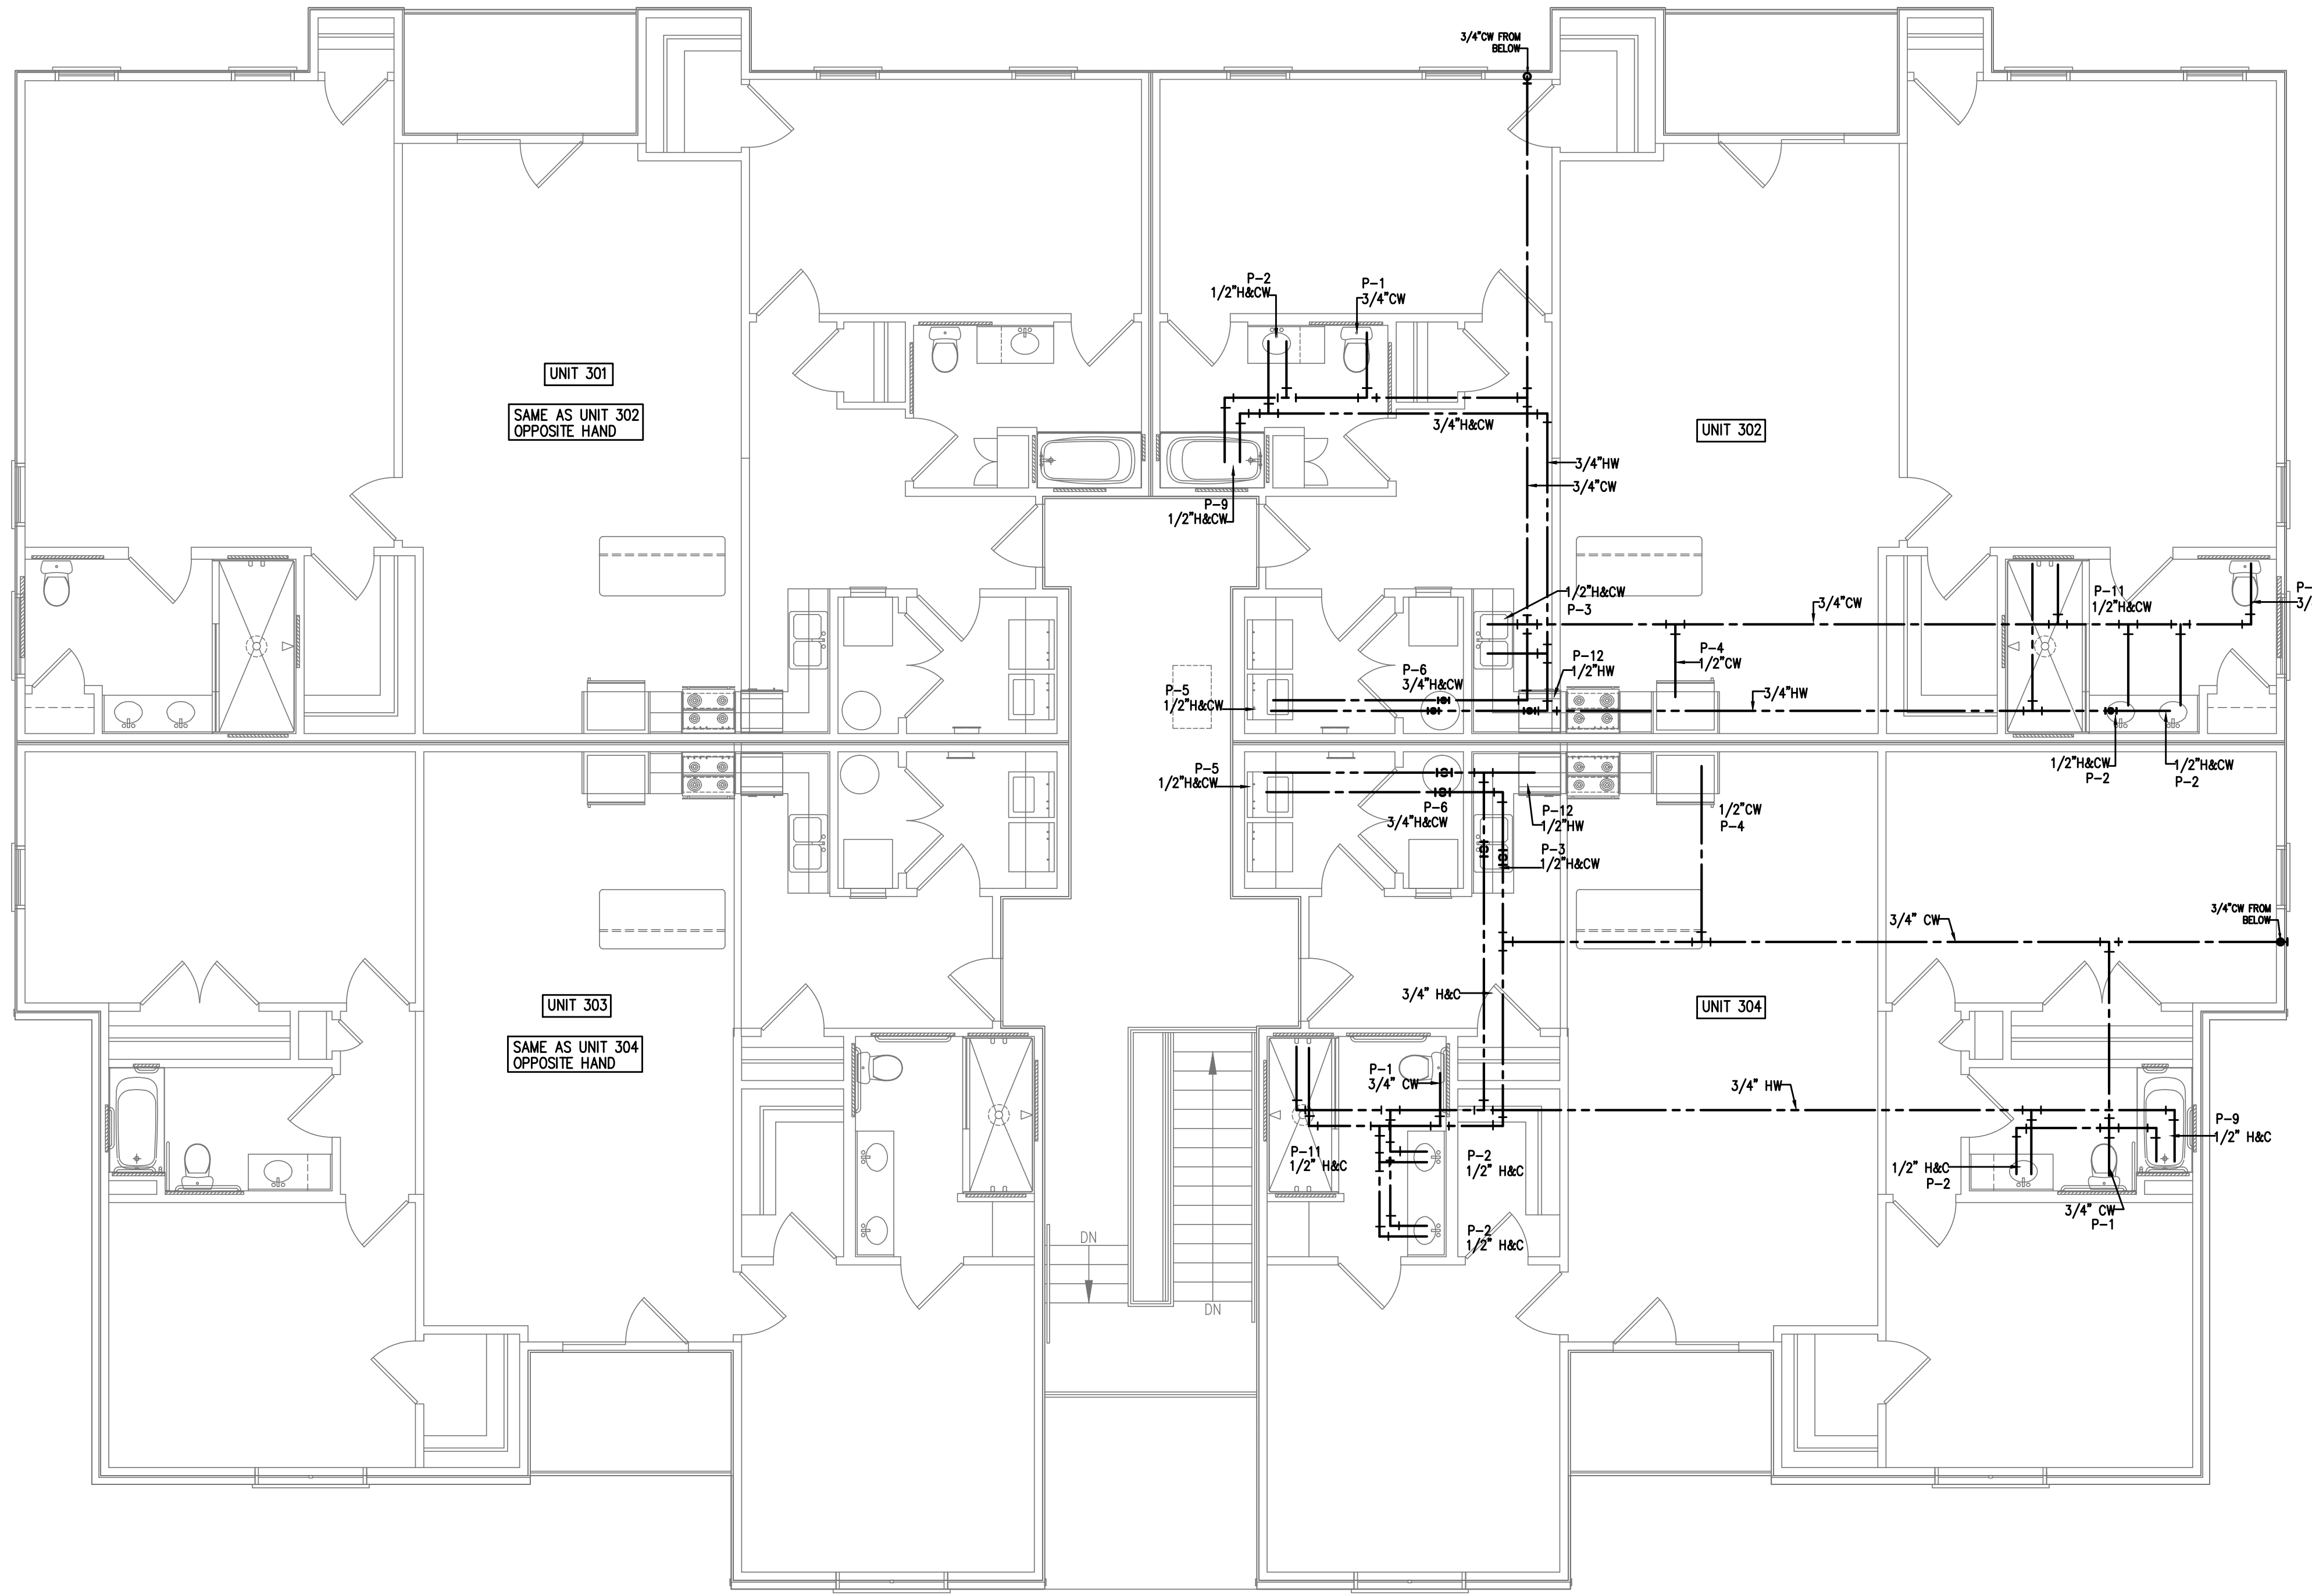 3/4"CW FROM
BELOW
P-2
1/2"H&CW
P-1
3/4"CW
UNIT 301
SAME AS UNIT 302
OPPOSITE HAND
3/4"H&CW
UNIT 302
3/4"HW
3/4"CW
P-9
1/2"H&CW
1/2"H&CW
P-3
3/4"CW
P-11
1/2"H&CW
P-
3/
P-4
1/2"CW
P-12
1/2"HW
P-6
3/4"H&CW
P-5
1/2"H&CW
3/4"HW
1/2"H&CW
P-2
1/2"H&CW
P-2
P-5
1/2"H&CW
P-6
3/4"H&CW
P-12
1/2"HW
1/2"CW
P-4
P-3
1/2"H&CW
3/4" CW
3/4"CW FROM
BELOW
3/4" H&C
UNIT 303
SAME AS UNIT 304
OPPOSITE HAND
UNIT 304
P-1
3/4" CW
3/4" HW
P-9
1/2" H&C
P-11
1/2" H&C
P-2
1/2" H&C
1/2" H&C
P-2
3/4" CW
P-1
P-2
1/2" H&C
DN
DN